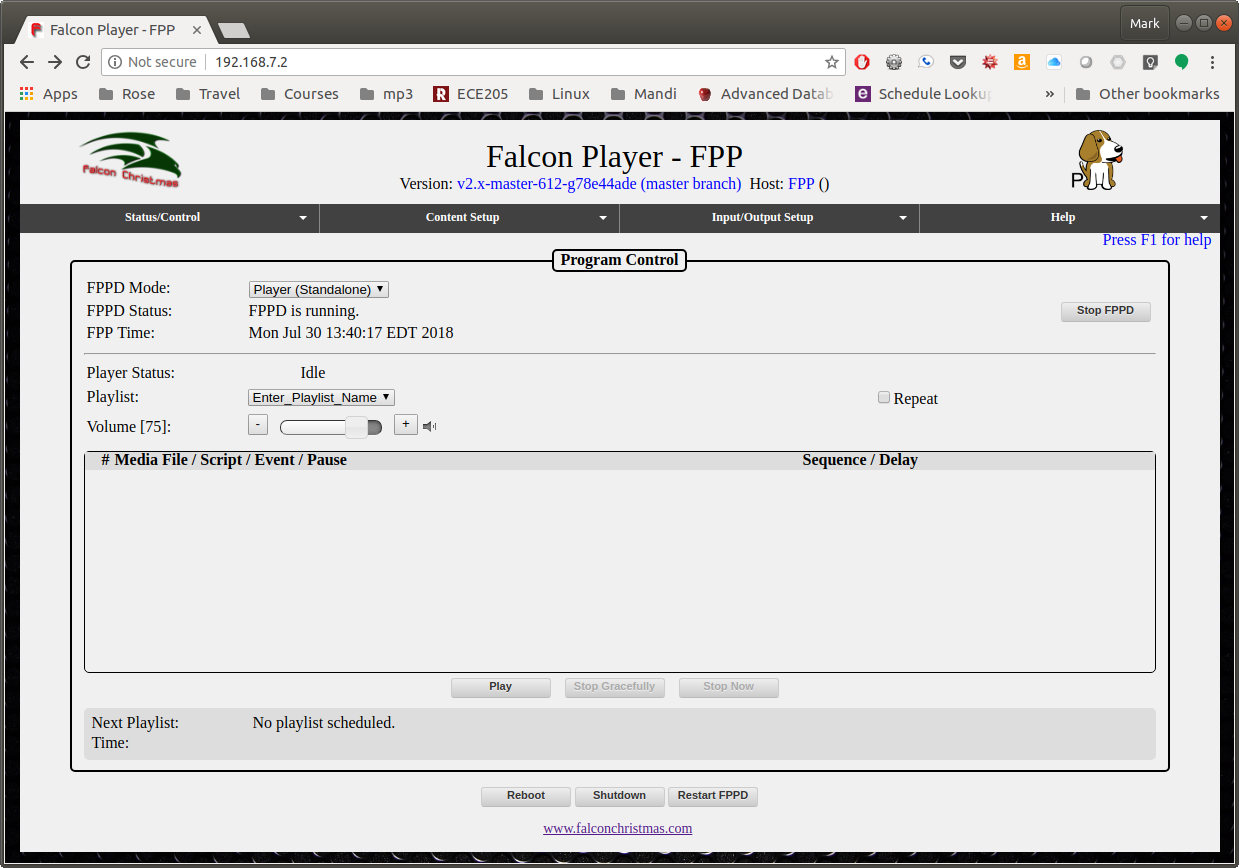 Falcon Player - FPP
Mark
Not secure 192.168.7.2
Apps Rose Travel Courses mp3 ECE205 Linux Mandi Advanced Datab Schedule Looku » Other bookmarks
Falcon Christmas
Falcon Player - FPP
Version: v2.x-master-612-g78e44ade (master branch) Host: FPP ()
P
Status/Control Content Setup Input/Output Setup Help
Press F1 for help
Program Control
FPPD Mode: Player (Standalone)
FPPD Status: FPPD is running. Stop FPPD
FPP Time: Mon Jul 30 13:40:17 EDT 2018
Player Status: Idle
Playlist: Enter_Playlist_Name Repeat
Volume [75]: - +
# Media File / Script / Event / Pause Sequence / Delay
Play Stop Gracefully Stop Now
Next Playlist: No playlist scheduled.
Time:
Reboot Shutdown Restart FPPD
www.falconchristmas.com